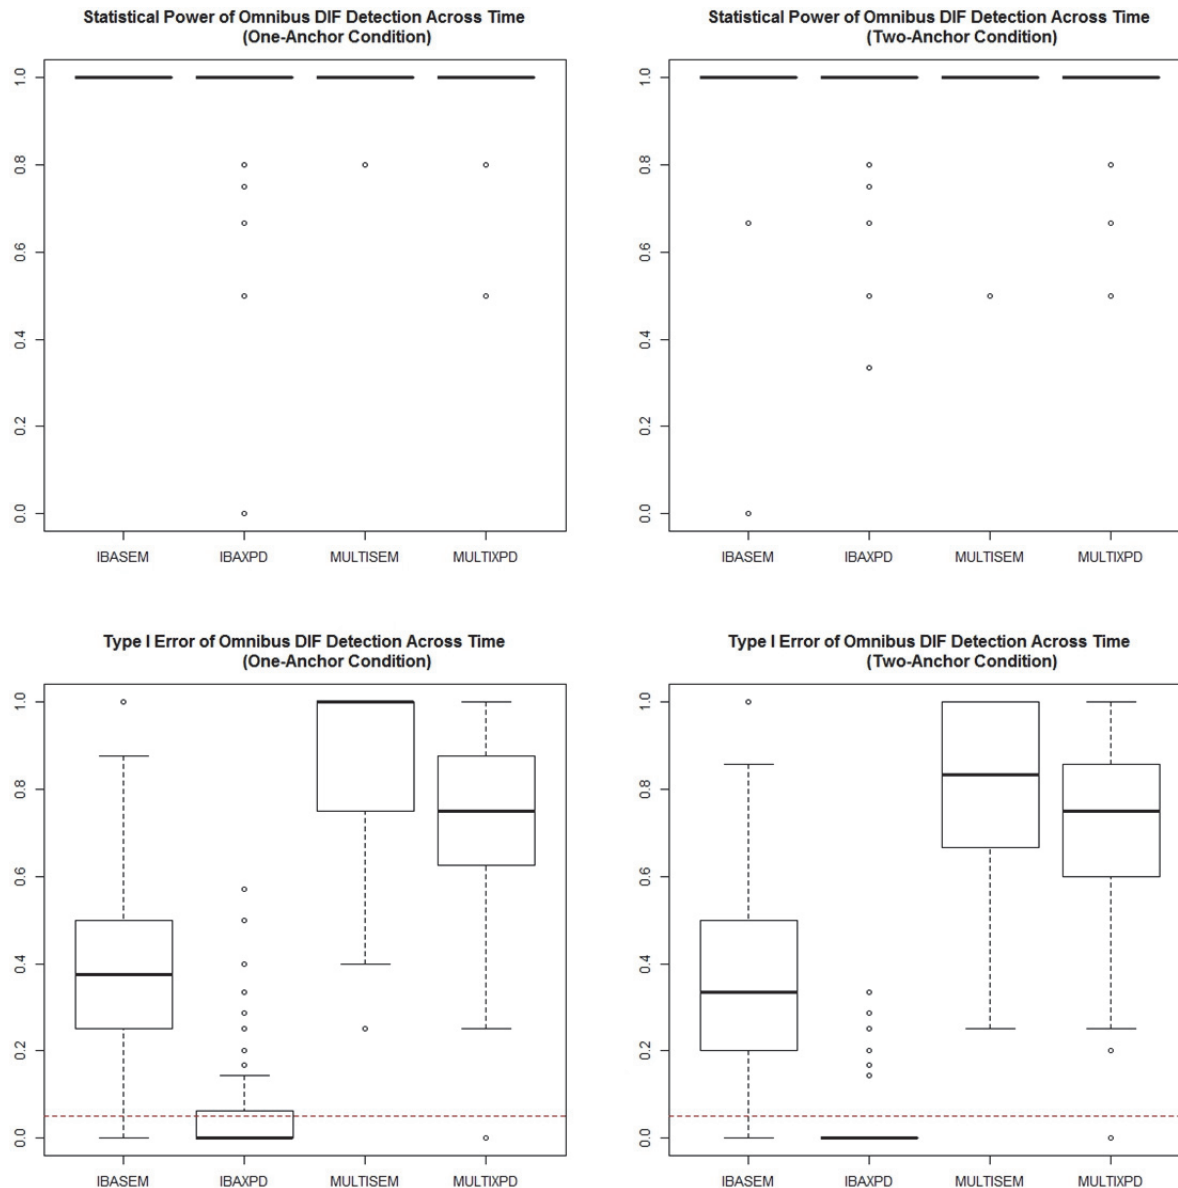 Statistical Power of Omnibus DIF Detection Across Time
(One-Anchor Condition)
1.0
0.8
0.6
0.4
0.2
0.0
IBASEM IBAXPD MULTISEM MULTIXPD
Statistical Power of Omnibus DIF Detection Across Time
(Two-Anchor Condition)
1.0
0.8
0.6
0.4
0.2
0.0
IBASEM IBAXPD MULTISEM MULTIXPD
Type I Error of Omnibus DIF Detection Across Time
(One-Anchor Condition)
1.0
0.8
0.6
0.4
0.2
0.0
IBASEM IBAXPD MULTISEM MULTIXPD
Type I Error of Omnibus DIF Detection Across Time
(Two-Anchor Condition)
1.0
0.8
0.6
0.4
0.2
0.0
IBASEM IBAXPD MULTISEM MULTIXPD